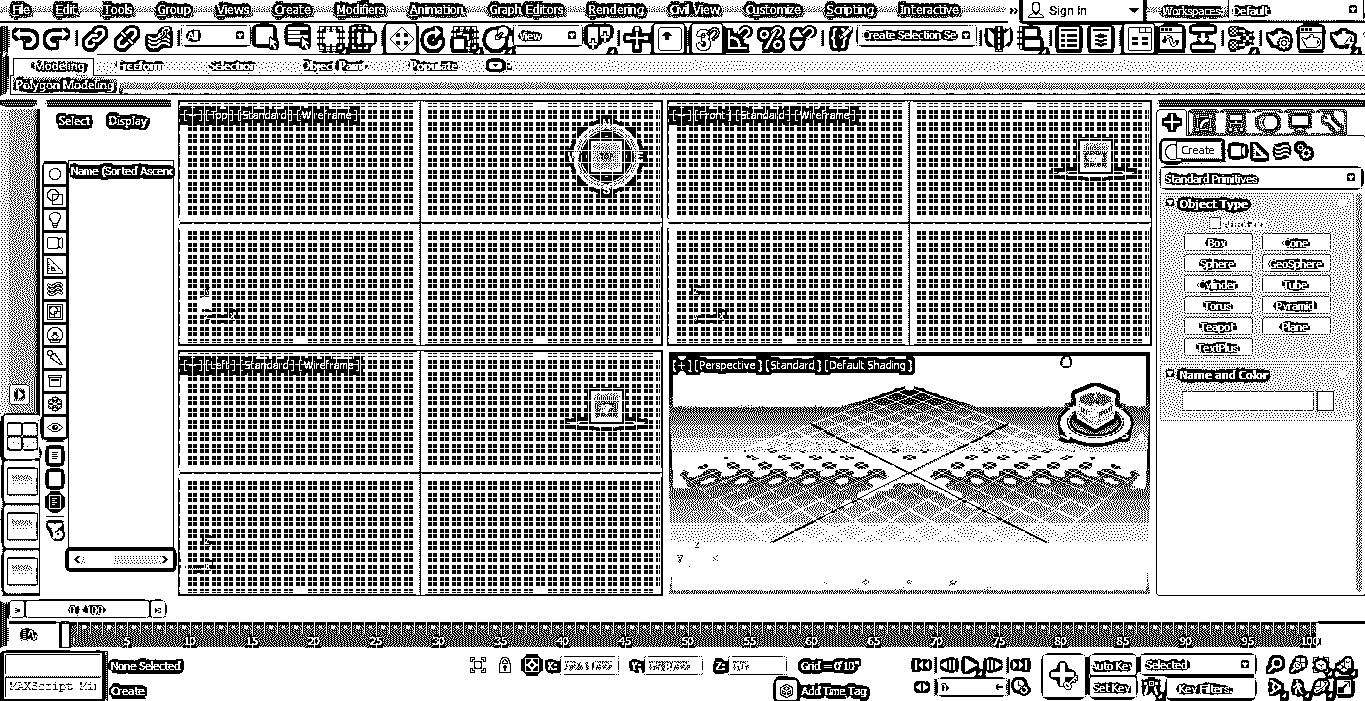 File Edit Tools Group Views Create Modifiers Animation Graph Editors Rendering Civil View Customize Scripting Interactive » Sign In Workspaces: Default
All View Create Selection Se
Modeling Freeform Selection Object Paint Populate
Polygon Modeling
Select Display
Name (Sorted Ascend
[+] [Top] [Standard] [Wireframe]
[+] [Front] [Standard] [Wireframe]
[+] [Left] [Standard] [Wireframe]
[+] [Perspective] [Standard] [Default Shading]
Create
Standard Primitives
Object Type
Box Cone
Sphere GeoSphere
Cylinder Tube
Torus Pyramid
Teapot Plane
TextPlus
Name and Color
0 / 100
5 10 15 20 25 30 35 40 45 50 55 60 65 70 75 80 85 90 95 100
None Selected X: Y: Z: Grid = 0'10" Auto Key Selected
MAXScript Mi Create Add Time Tag Set Key Key Filters...